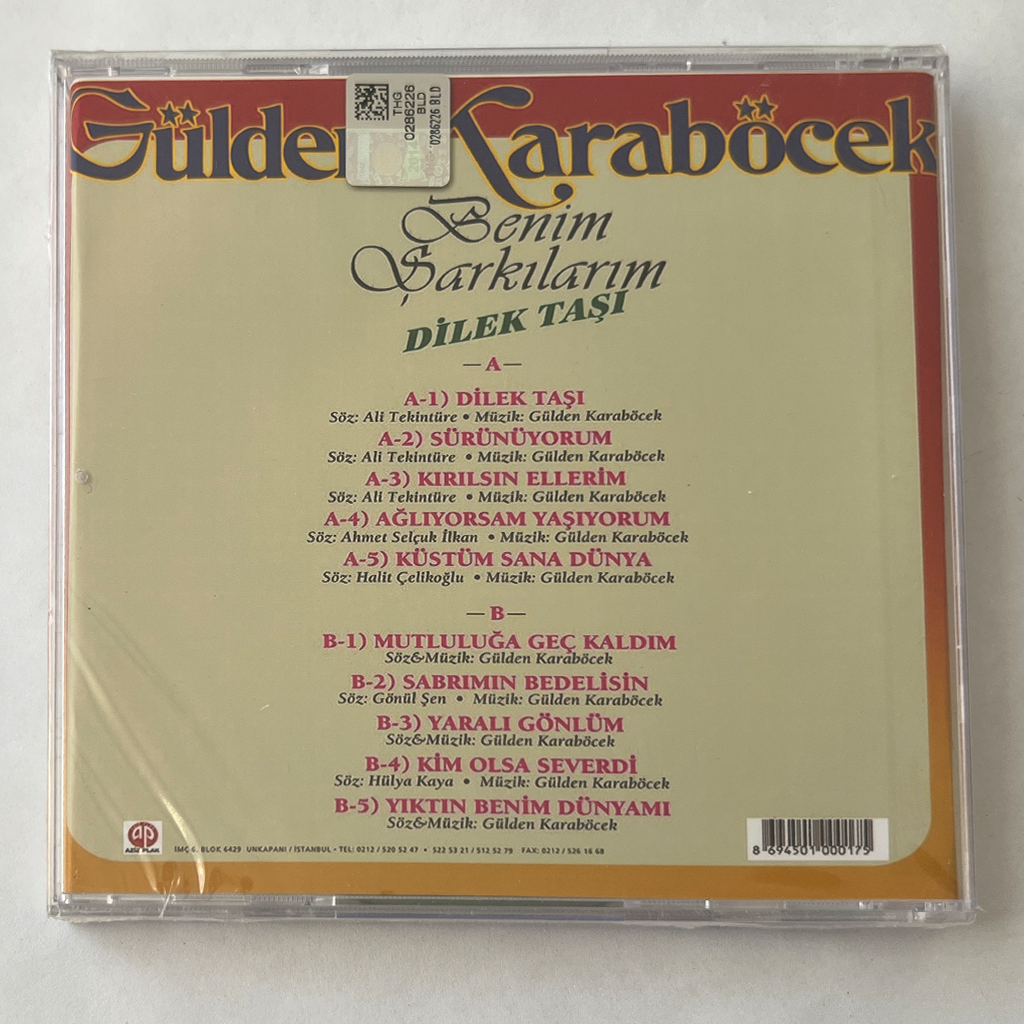 Gülden Karaböcek
THG
0286226
BLD
0286226 BLD
Benim
Şarkılarım
DİLEK TAŞI
—A—
A-1) DİLEK TAŞI
Söz: Ali Tekintüre • Müzik: Gülden Karaböcek
A-2) SÜRÜNÜYORUM
Söz: Ali Tekintüre • Müzik: Gülden Karaböcek
A-3) KIRILSIN ELLERİM
Söz: Ali Tekintüre • Müzik: Gülden Karaböcek
A-4) AĞLIYORSAM YAŞIYORUM
Söz: Ahmet Selçuk İlkan • Müzik: Gülden Karaböcek
A-5) KÜSTÜM SANA DÜNYA
Söz: Halit Çelikoğlu • Müzik: Gülden Karaböcek
—B—
B-1) MUTLULUĞA GEÇ KALDIM
Söz&Müzik: Gülden Karaböcek
B-2) SABRIMIN BEDELİSİN
Söz: Gönül Şen • Müzik: Gülden Karaböcek
B-3) YARALI GÖNLÜM
Söz&Müzik: Gülden Karaböcek
B-4) KİM OLSA SEVERDİ
Söz: Hülya Kaya • Müzik: Gülden Karaböcek
B-5) YIKTIN BENİM DÜNYAMI
Söz&Müzik: Gülden Karaböcek
ap
AZİZ PLAK
İMÇ 6. BLOK 6429 UNKAPANI / İSTANBUL • TEL: 0212 / 520 52 47 • 522 53 21 / 512 52 79 FAX: 0212 / 526 16 68
8 694501 000175